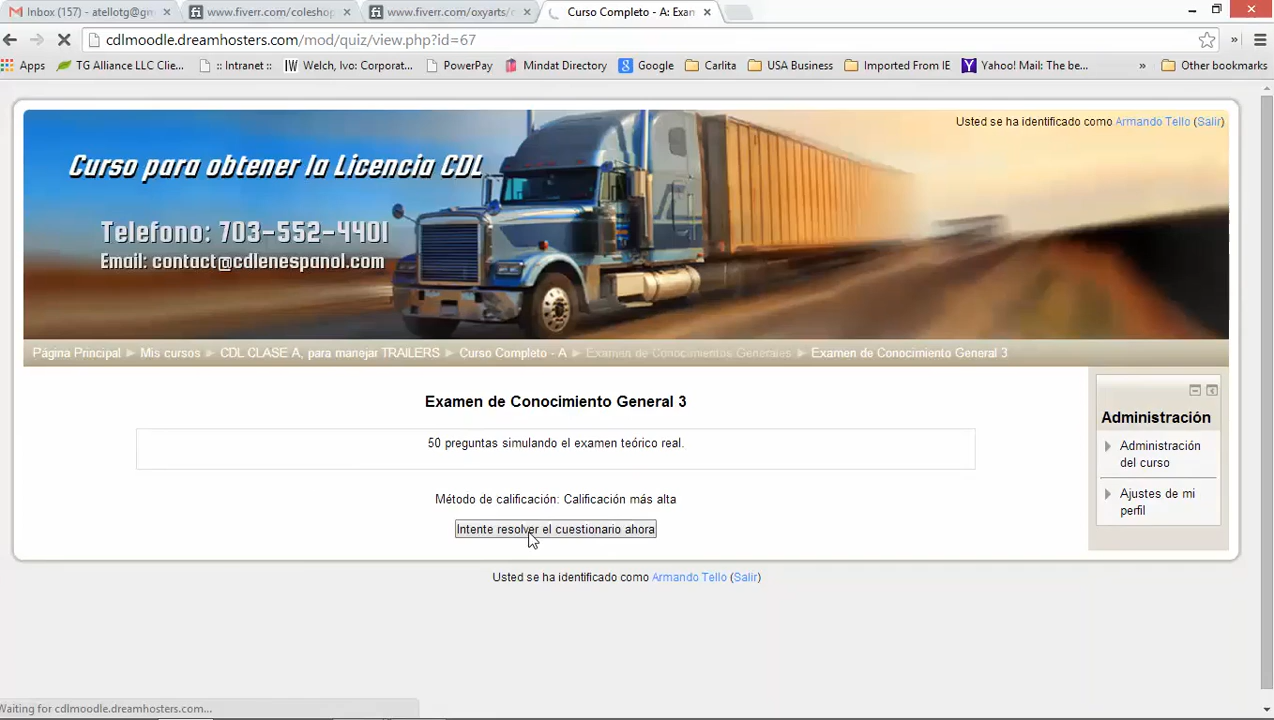 Inbox (157) - atellotg@gm
www.fiverr.com/coleshop
www.fiverr.com/oxyarts/
Curso Completo - A: Exam
cdlmoodle.dreamhosters.com/mod/quiz/view.php?id=67
Apps
TG Alliance LLC Clie...
:: Intranet ::
Welch, Ivo: Corporat...
PowerPay
Mindat Directory
Google
Carlita
USA Business
Imported From IE
Yahoo! Mail: The be...
»
Other bookmarks
Usted se ha identificado como Armando Tello (Salir)
Curso para obtener la Licencia CDL
Telefono: 703-552-4401
Email: contact@cdlenespanol.com
Página Principal ► Mis cursos ► CDL CLASE A, para manejar TRAILERS ► Curso Completo - A ► Examen de Conocimientos Generales ► Examen de Conocimiento General 3
Examen de Conocimiento General 3
50 preguntas simulando el examen teórico real.
Método de calificación: Calificación más alta
Intente resolver el cuestionario ahora
Administración
Administración
del curso
Ajustes de mi
perfil
Usted se ha identificado como Armando Tello (Salir)
Waiting for cdlmoodle.dreamhosters.com...